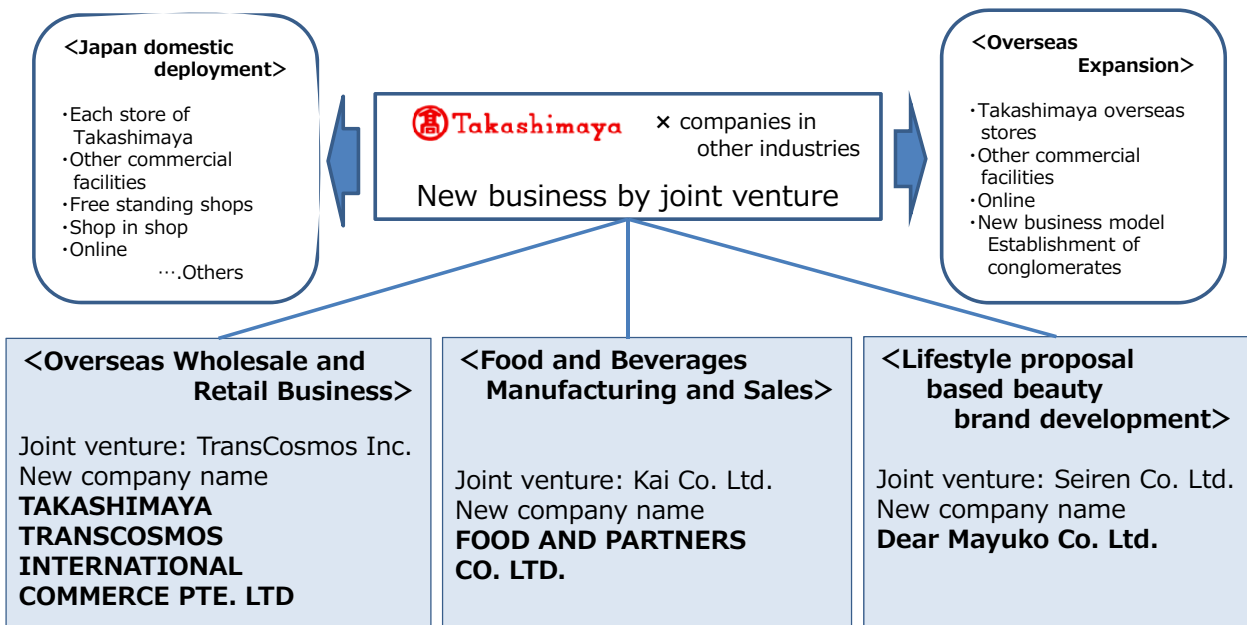 <Japan domestic
deployment>
・Each store of
Takashimaya
・Other commercial
facilities
・Free standing shops
・Shop in shop
・Online
….Others
髙 Takashimaya × companies in
other industries
New business by joint venture
<Overseas
Expansion>
・Takashimaya overseas
stores
・Other commercial
facilities
・Online
・New business model
Establishment of
conglomerates
<Overseas Wholesale and
Retail Business>
Joint venture: TransCosmos Inc.
New company name
TAKASHIMAYA
TRANSCOSMOS
INTERNATIONAL
COMMERCE PTE. LTD
<Food and Beverages
Manufacturing and Sales>
Joint venture: Kai Co. Ltd.
New company name
FOOD AND PARTNERS
CO. LTD.
<Lifestyle proposal
based beauty
brand development>
Joint venture: Seiren Co. Ltd.
New company name
Dear Mayuko Co. Ltd.